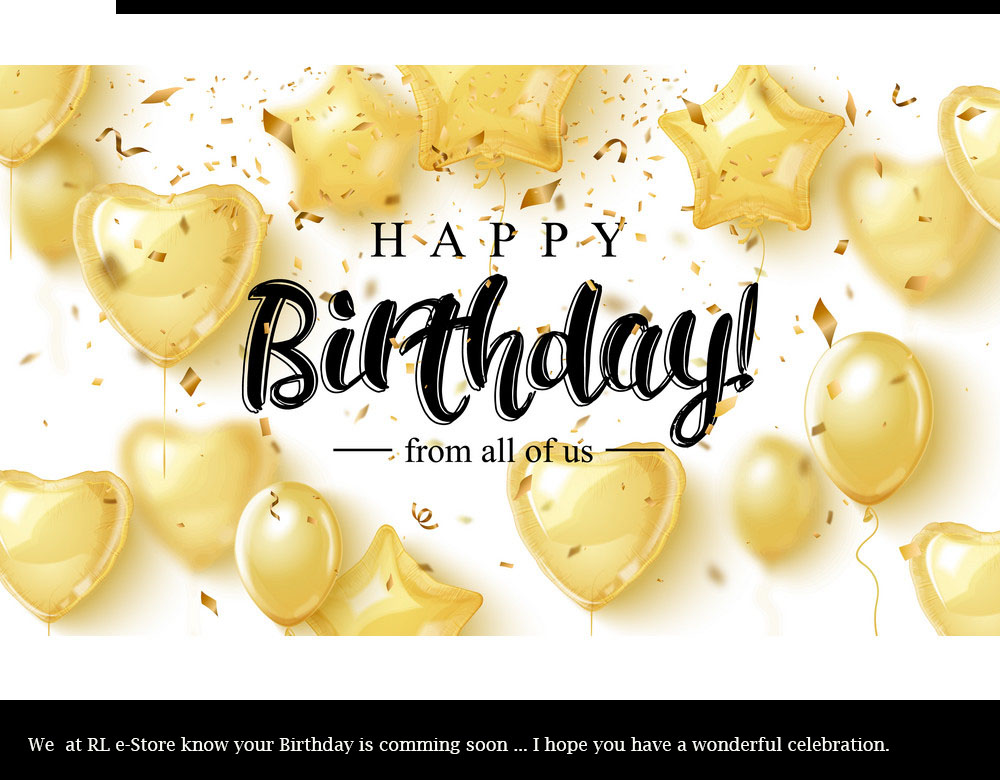 HAPPY
Birthday!
from all of us
We  at RL e-Store know your Birthday is comming soon ... I hope you have a wonderful celebration.